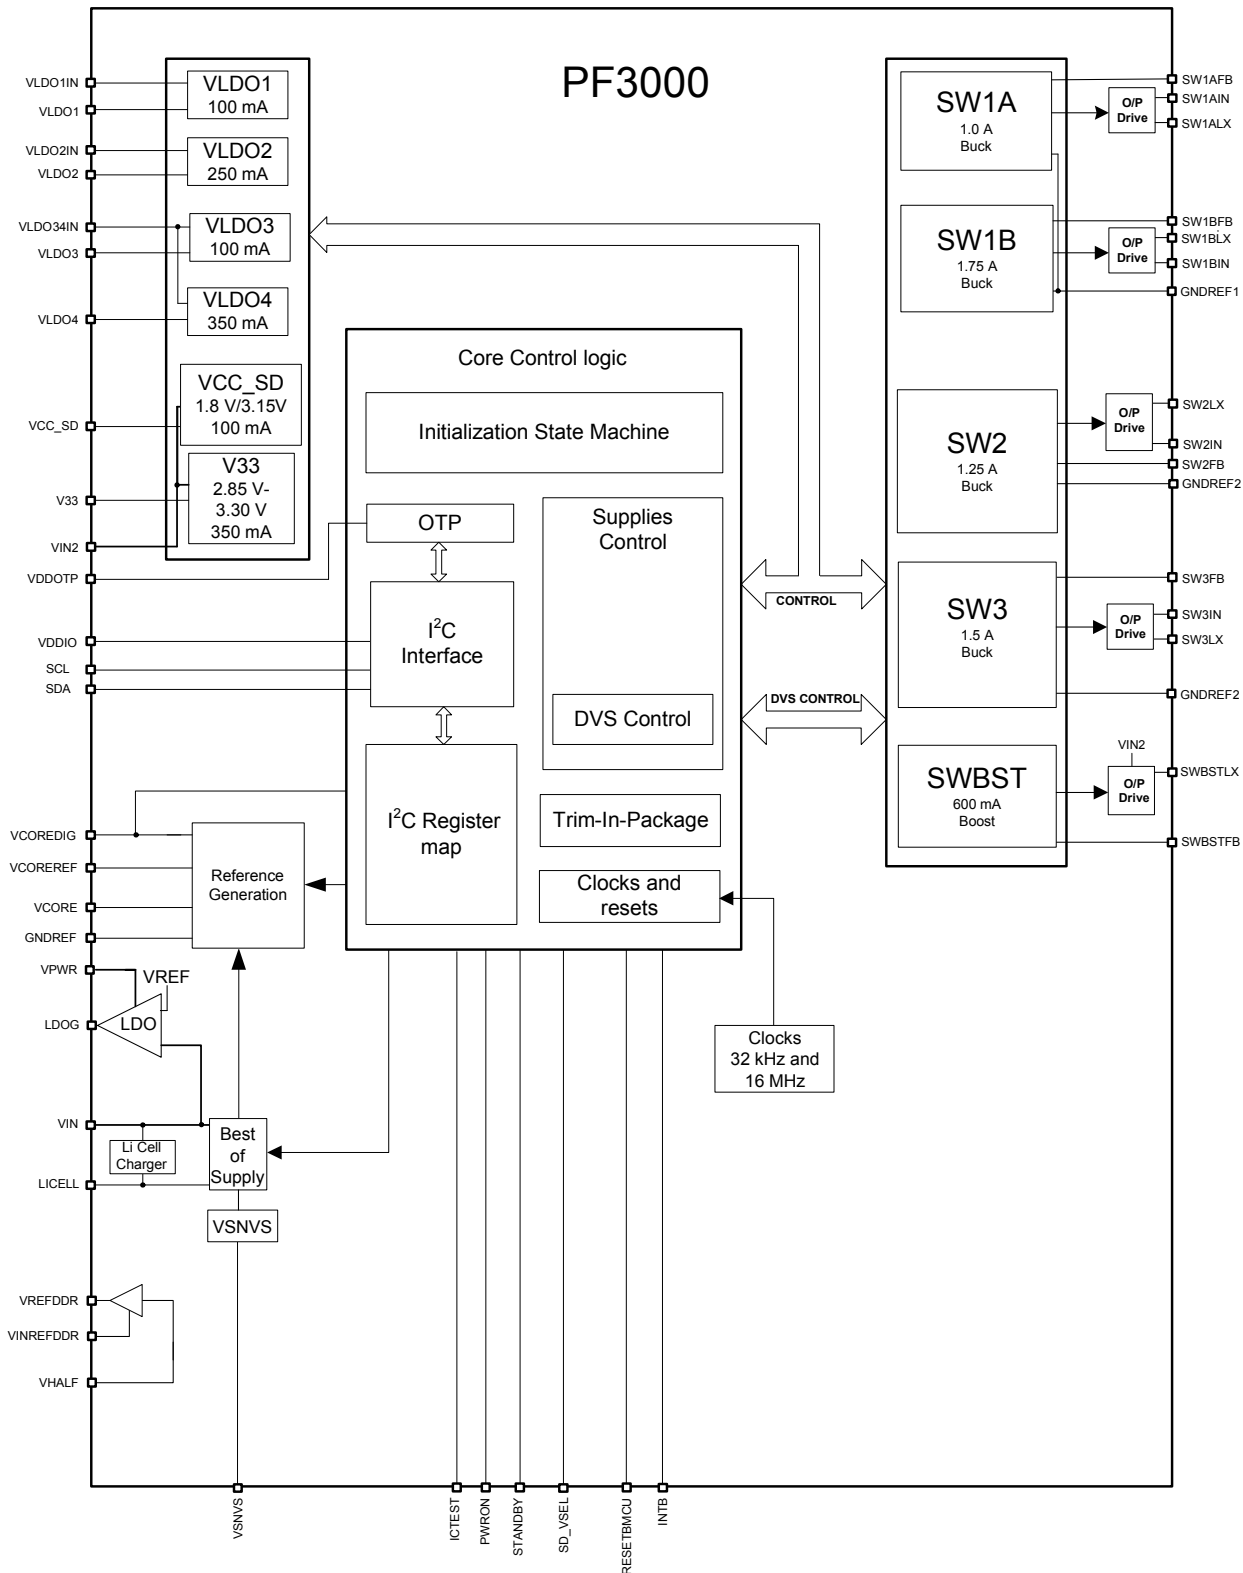 PF3000
VLDO1IN
VLDO1
VLDO2IN
VLDO2
VLDO34IN
VLDO3
VLDO4
VCC_SD
V33
VIN2
VDDOTP
VDDIO
SCL
SDA
VCOREDIG
VCOREREF
VCORE
GNDREF
VPWR
LDOG
VIN
LICELL
VREFDDR
VINREFDDR
VHALF
VLDO1
100 mA
VLDO2
250 mA
VLDO3
100 mA
VLDO4
350 mA
VCC_SD
1.8 V/3.15V
100 mA
V33
2.85 V-
3.30 V
350 mA
Core Control logic
Initialization State Machine
OTP
I²C
Interface
I²C Register
map
Supplies
Control
DVS Control
Trim-In-Package
Clocks and
resets
Clocks
32 kHz and
16 MHz
CONTROL
DVS CONTROL
Reference
Generation
VREF
LDO
Li Cell
Charger
Best
of
Supply
VSNVS
SW1A
1.0 A
Buck
O/P
Drive
SW1B
1.75 A
Buck
O/P
Drive
SW2
1.25 A
Buck
O/P
Drive
SW3
1.5 A
Buck
O/P
Drive
SWBST
600 mA
Boost
VIN2
O/P
Drive
SW1AFB
SW1AIN
SW1ALX
SW1BFB
SW1BLX
SW1BIN
GNDREF1
SW2LX
SW2IN
SW2FB
GNDREF2
SW3FB
SW3IN
SW3LX
GNDREF2
SWBSTLX
SWBSTFB
VSNVS
ICTEST
PWRON
STANDBY
SD_VSEL
RESETBMCU
INTB